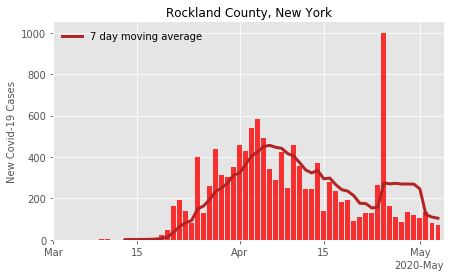 Rockland County, New York
7 day moving average
New Covid-19 Cases
1000
800
600
400
200
0
Mar
15
Apr
15
May
2020-May